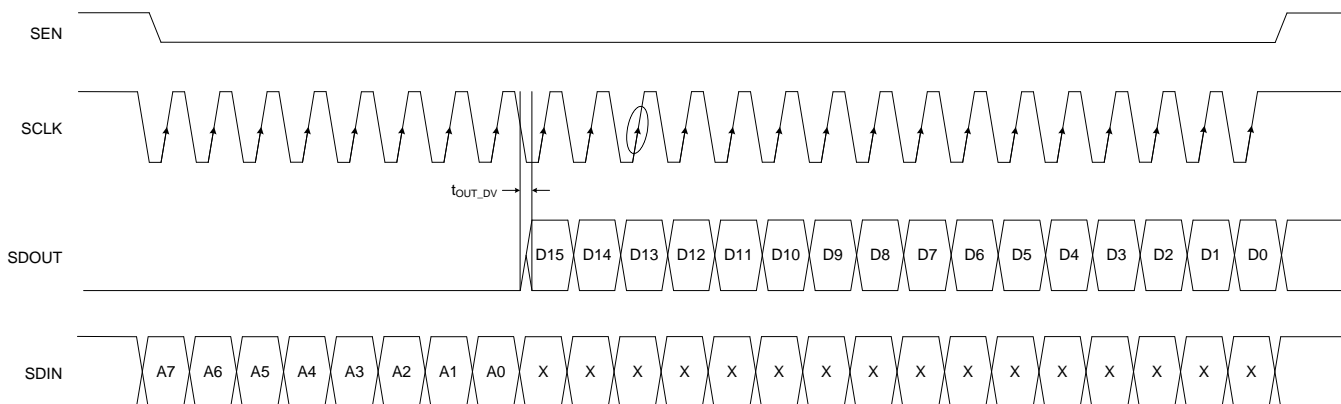 SEN
SCLK
tOUT_DV
SDOUT
D15 D14 D13 D12 D11 D10 D9 D8 D7 D6 D5 D4 D3 D2 D1 D0
SDIN
A7 A6 A5 A4 A3 A2 A1 A0 X X X X X X X X X X X X X X X X